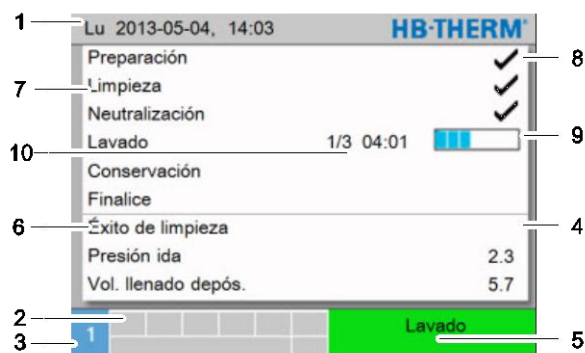 1 Lu 2013-05-04, 14:03 HB-THERM®
Preparación 8
7 Limpieza
Neutralización
Lavado 1/3 04:01 9
10
Conservación
Finalice
6 Éxito de limpieza 4
Presión ida 2.3
Vol. llenado depós. 5.7
2 Lavado
3 1 5